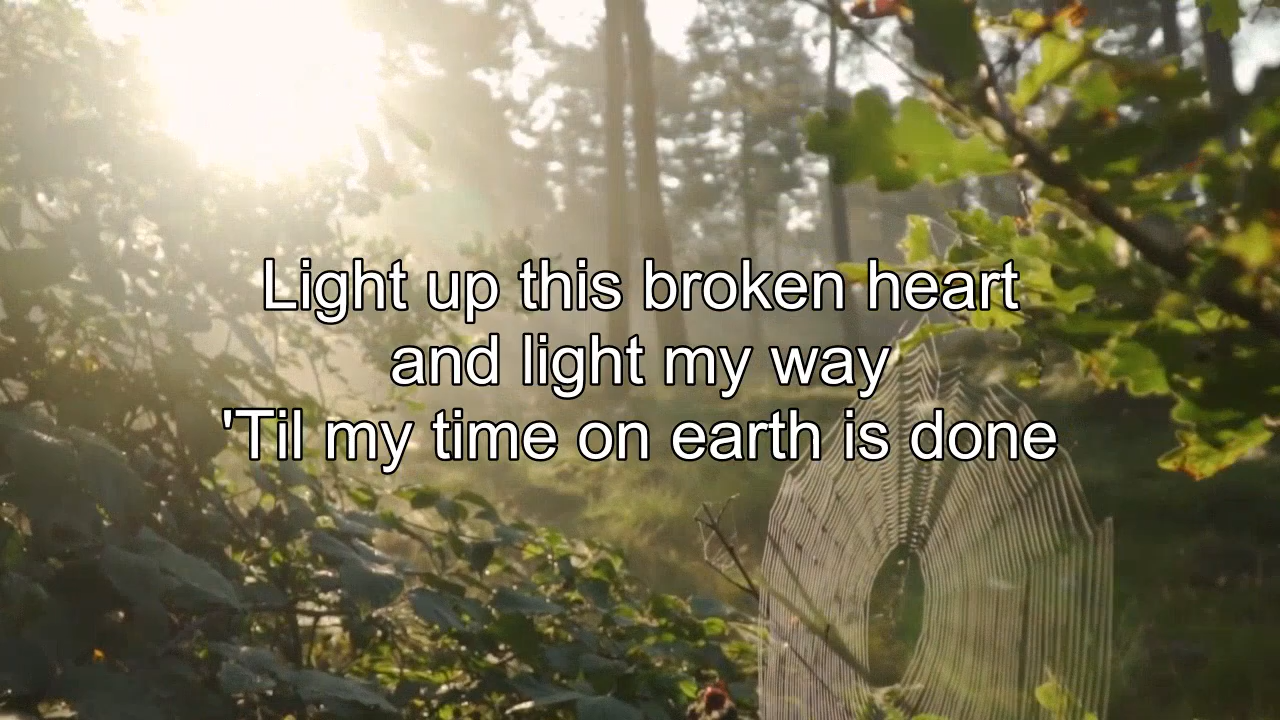 Light up this broken heart
and light my way
'Til my time on earth is done